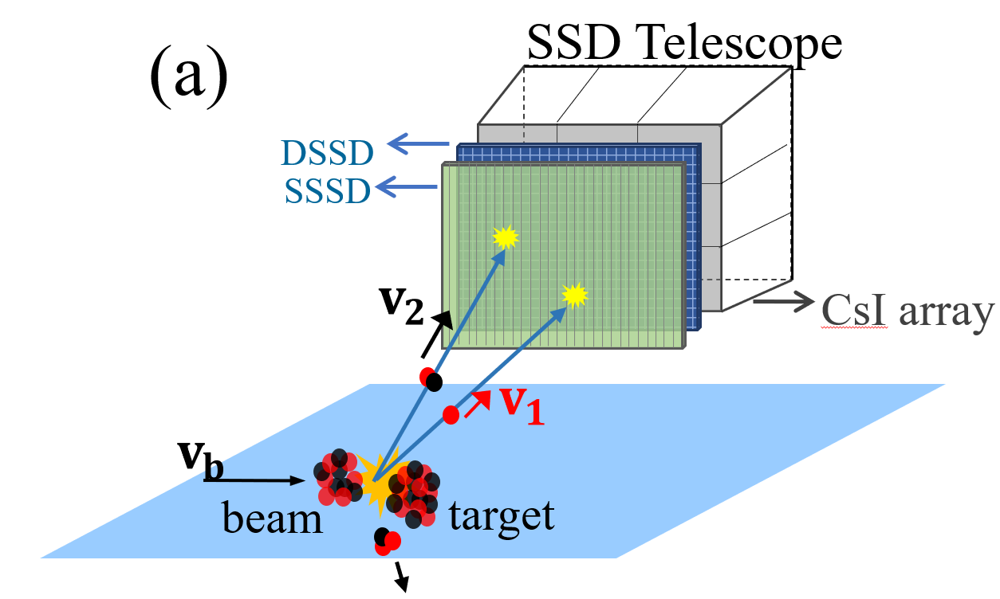 (a)
SSD Telescope
DSSD
SSSD
v2
CsI array
v1
vb
beam
target